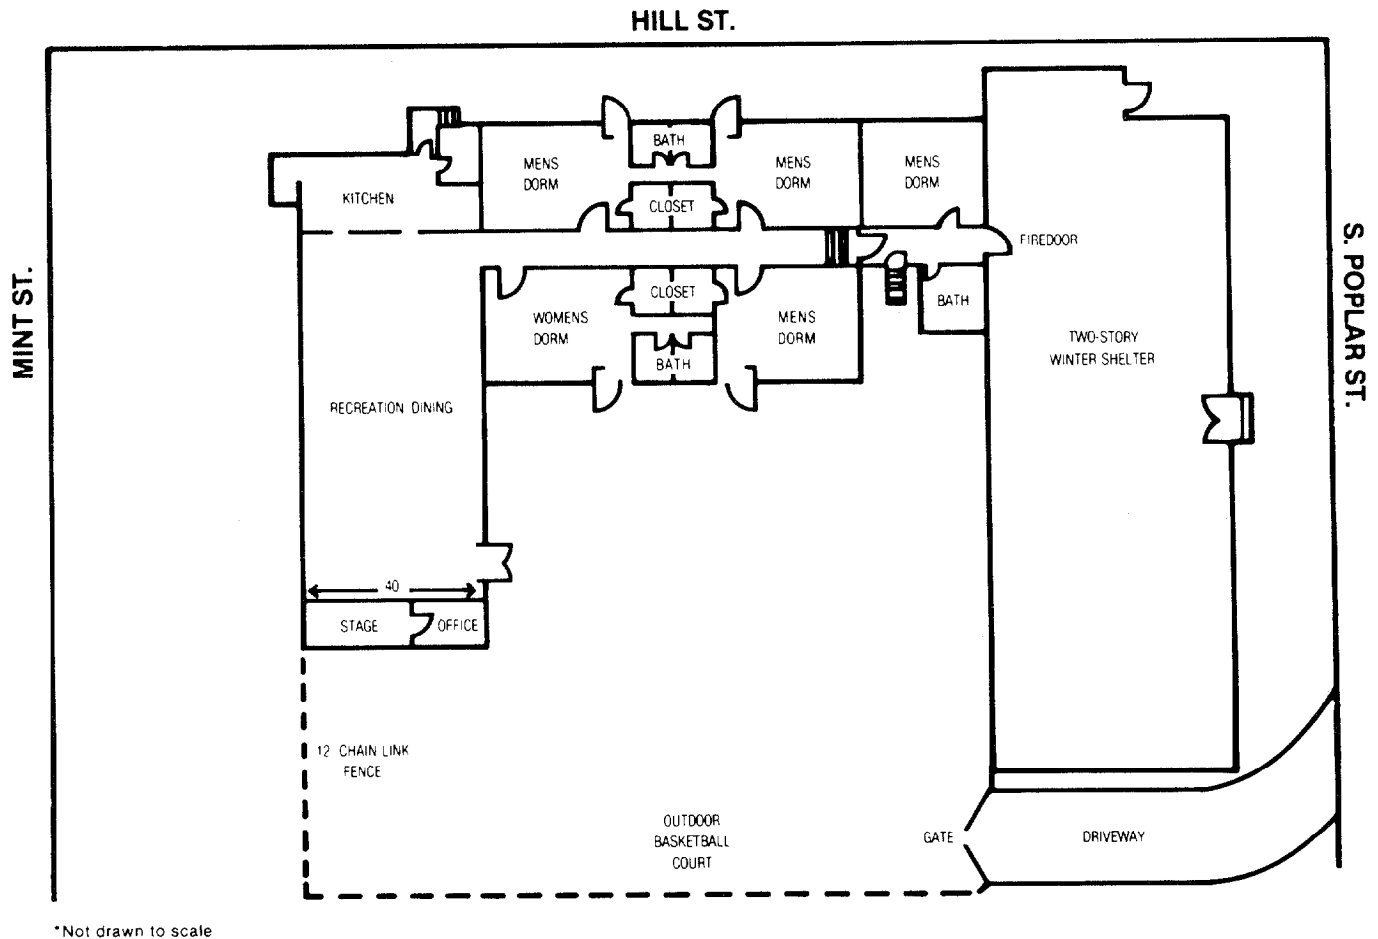 HILL ST.
MINT ST.
S. POPLAR ST.
BATH
MENS
DORM
MENS
DORM
MENS
DORM
KITCHEN
CLOSET
FIREDOOR
CLOSET
BATH
WOMENS
DORM
MENS
DORM
TWO-STORY
WINTER SHELTER
BATH
RECREATION DINING
40
STAGE
OFFICE
12 CHAIN LINK
FENCE
OUTDOOR
BASKETBALL
COURT
GATE
DRIVEWAY
*Not drawn to scale